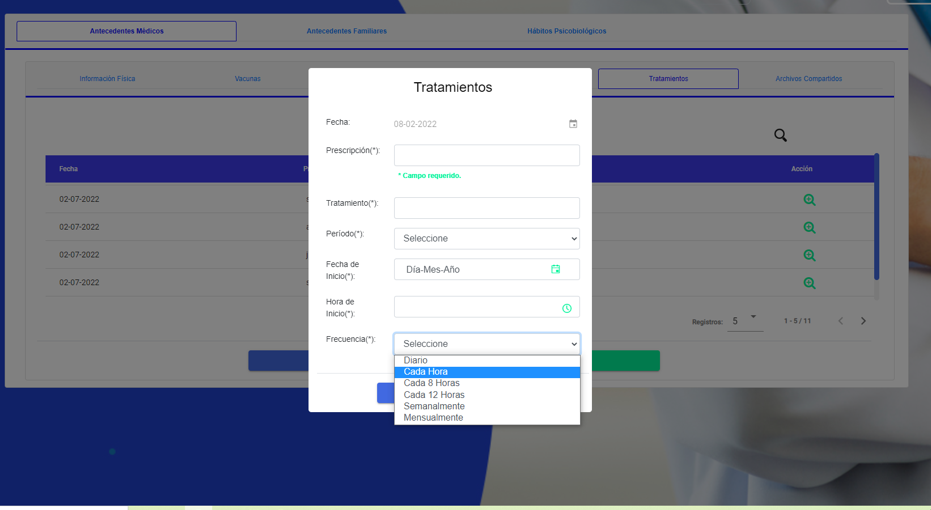 Antecedentes Médicos
Antecedentes Familiares
Hábitos Psicobiológicos
Información Física
Vacunas
Tratamientos
Archivos Compartidos
Tratamientos
Fecha:
08-02-2022
Prescripción(*):
* Campo requerido.
Tratamiento(*):
Período(*):
Seleccione
Fecha de
Inicio(*):
Día-Mes-Año
Hora de
Inicio(*):
Frecuencia(*):
Seleccione
Diario
Cada Hora
Cada 8 Horas
Cada 12 Horas
Semanalmente
Mensualmente
Fecha
Acción
02-07-2022
02-07-2022
02-07-2022
02-07-2022
Registros:
5
1 - 5 / 11